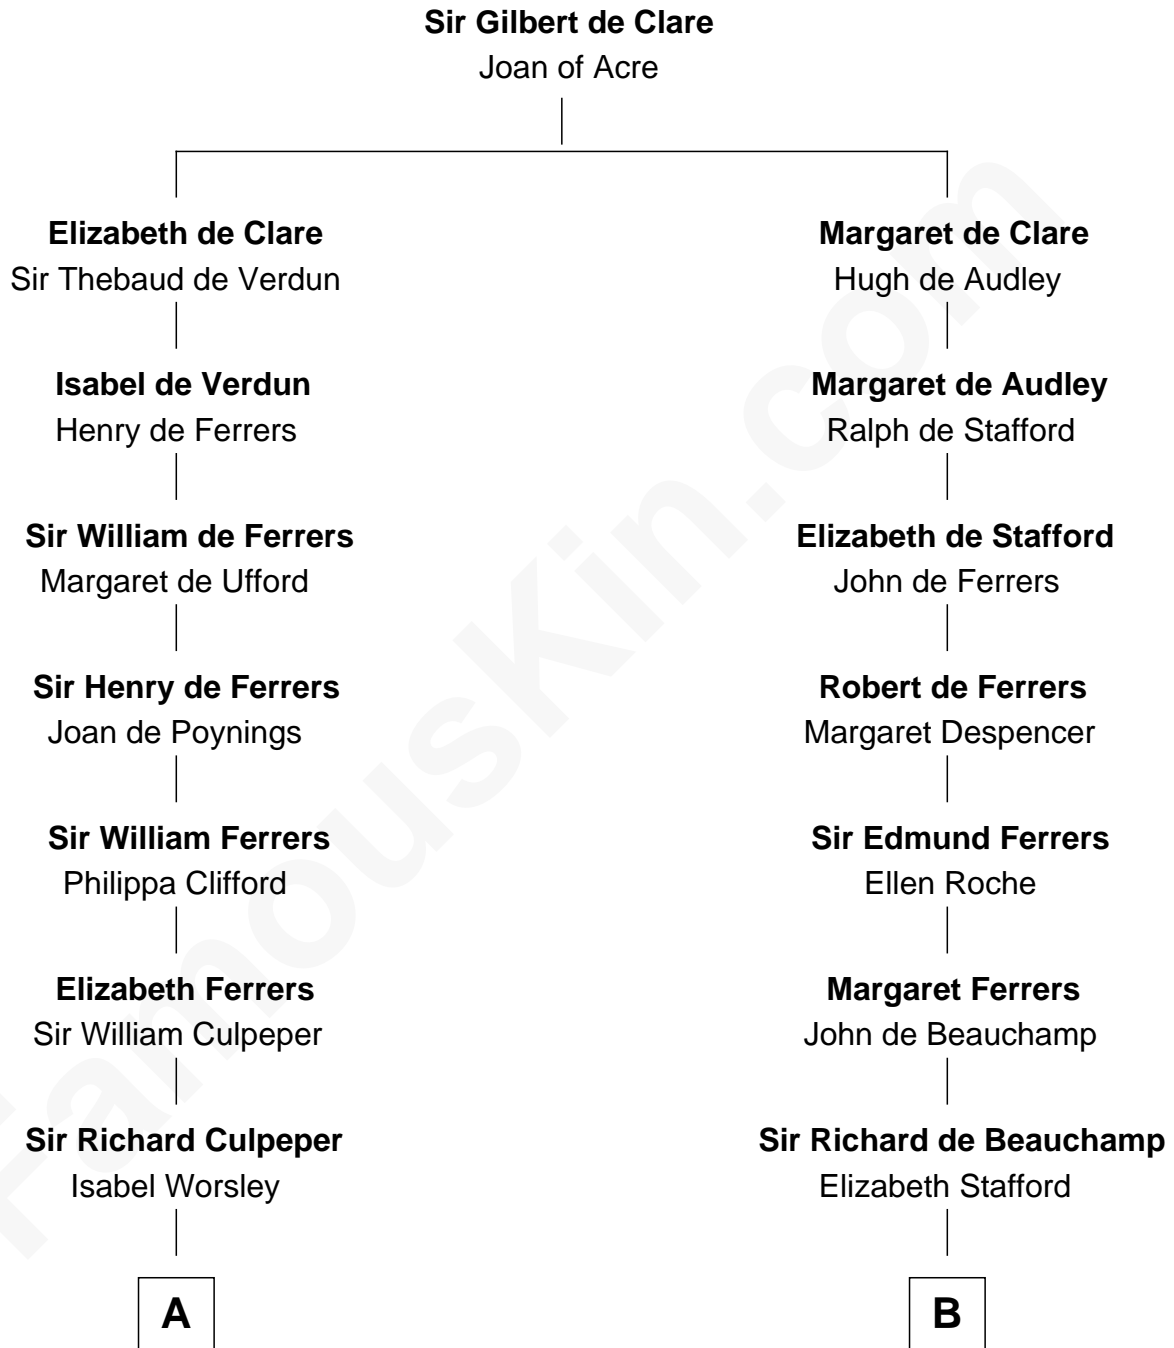 Sir Gilbert de Clare
Joan of Acre
Elizabeth de Clare
Sir Thebaud de Verdun
Margaret de Clare
Hugh de Audley
Isabel de Verdun
Henry de Ferrers
Margaret de Audley
Ralph de Stafford
Sir William de Ferrers
Margaret de Ufford
Elizabeth de Stafford
John de Ferrers
Sir Henry de Ferrers
Joan de Poynings
Robert de Ferrers
Margaret Despencer
Sir William Ferrers
Philippa Clifford
Sir Edmund Ferrers
Ellen Roche
Elizabeth Ferrers
Sir William Culpeper
Margaret Ferrers
John de Beauchamp
Sir Richard Culpeper
Isabel Worsley
Sir Richard de Beauchamp
Elizabeth Stafford
A
B
FamousKin.com